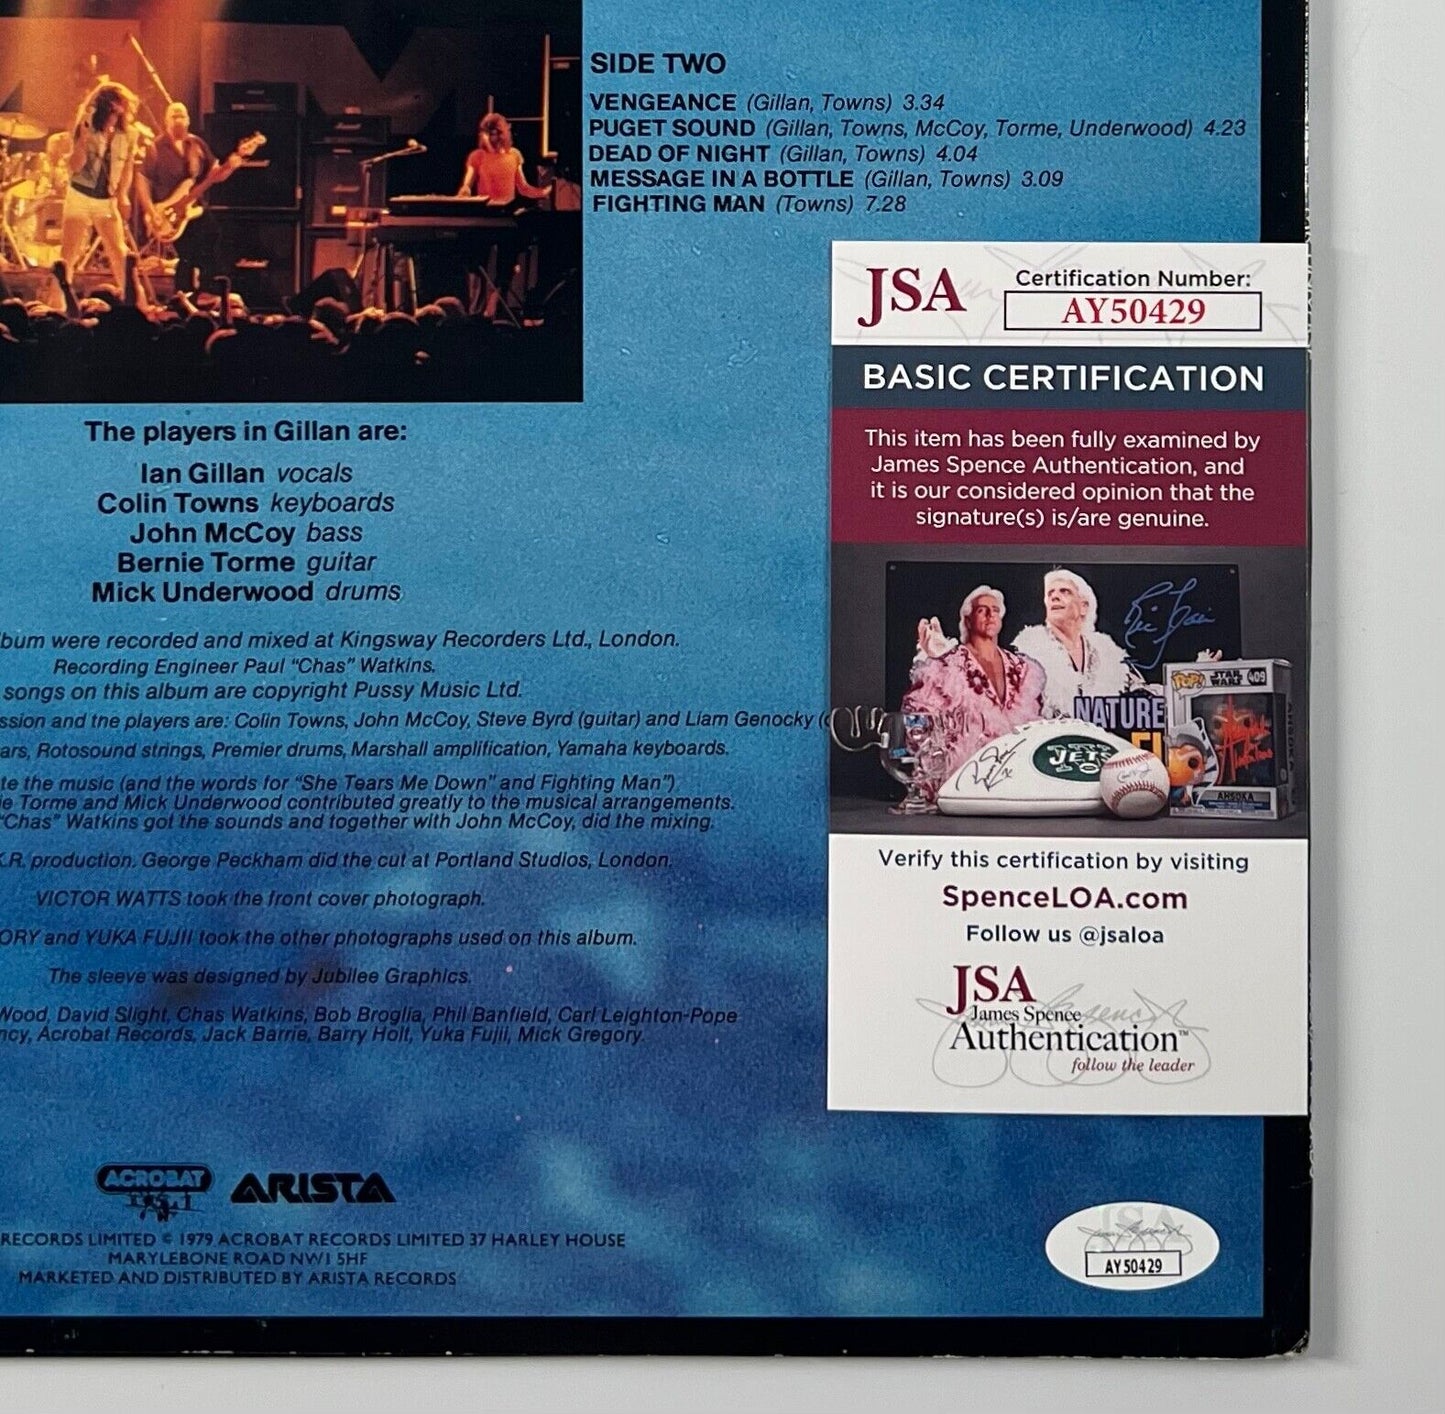 SIDE TWO
VENGEANCE (Gillan, Towns) 3.34
PUGET SOUND (Gillan, Towns, McCoy, Torme, Underwood) 4.23
DEAD OF NIGHT (Gillan, Towns) 4.04
MESSAGE IN A BOTTLE (Gillan, Towns) 3.09
FIGHTING MAN (Towns) 7.28
The players in Gillan are:
Ian Gillan vocals
Colin Towns keyboards
John McCoy bass
Bernie Torme guitar
Mick Underwood drums
bum were recorded and mixed at Kingsway Recorders Ltd., London.
Recording Engineer Paul "Chas" Watkins.
songs on this album are copyright Pussy Music Ltd.
ssion and the players are: Colin Towns, John McCoy, Steve Byrd (guitar) and Liam Genocky (
ars, Rotosound strings, Premier drums, Marshall amplification, Yamaha keyboards.
te the music (and the words for "She Tears Me Down" and Fighting Man")
ie Torme and Mick Underwood contributed greatly to the musical arrangements.
"Chas" Watkins got the sounds and together with John McCoy, did the mixing.
.R. production. George Peckham did the cut at Portland Studios, London.
VICTOR WATTS took the front cover photograph.
ORY and YUKA FUJII took the other photographs used on this album.
The sleeve was designed by Jubilee Graphics.
Wood, David Slight, Chas Watkins, Bob Broglia, Phil Banfield, Carl Leighton-Pope
ncy, Acrobat Records, Jack Barrie, Barry Holt, Yuka Fujii, Mick Gregory.
ACROBAT ARISTA
RECORDS LIMITED © 1979 ACROBAT RECORDS LIMITED 37 HARLEY HOUSE
MARYLEBONE ROAD NW1 5HF
MARKETED AND DISTRIBUTED BY ARISTA RECORDS
JSA
Certification Number:
AY50429
BASIC CERTIFICATION
This item has been fully examined by
James Spence Authentication, and
it is our considered opinion that the
signature(s) is/are genuine.
NATURE
JETS
POP! STAR WARS 409
AHSOKA
Verify this certification by visiting
SpenceLOA.com
Follow us @jsaloa
JSA
James Spence
Authentication™
follow the leader
JSA
AY50429